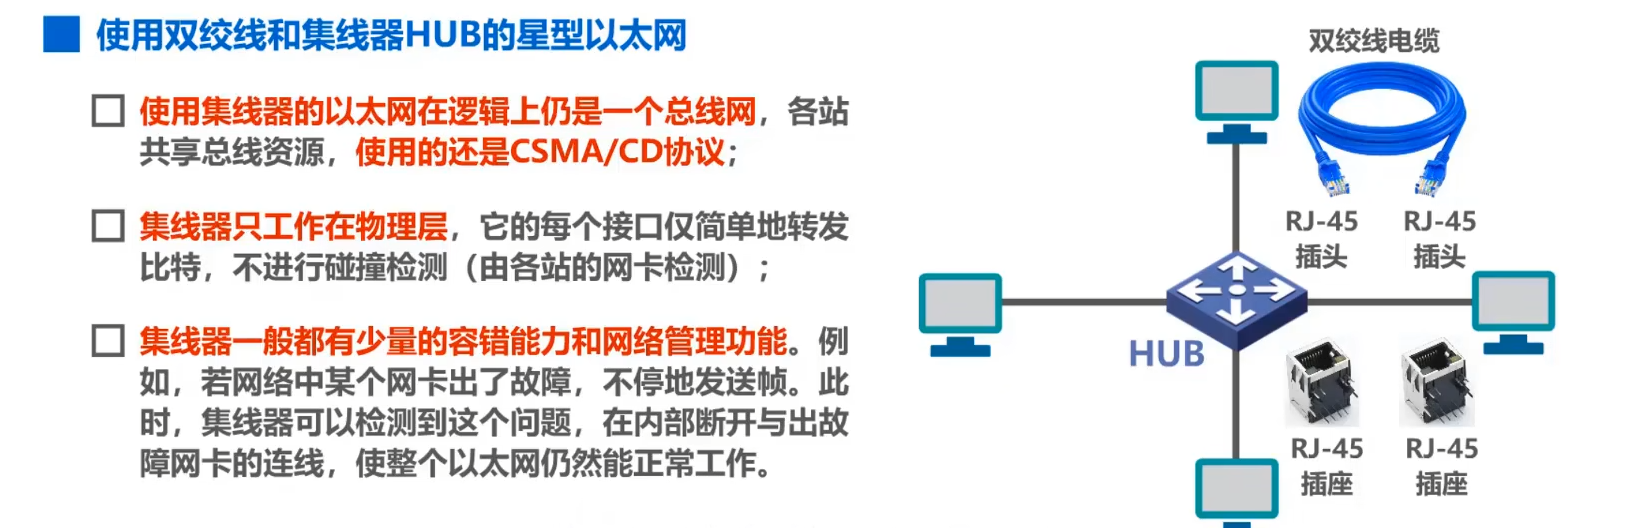 使用双绞线和集线器HUB的星型以太网
使用集线器的以太网在逻辑上仍是一个总线网，各站
共享总线资源，使用的还是CSMA/CD协议；
集线器只工作在物理层，它的每个接口仅简单地转发
比特，不进行碰撞检测（由各站的网卡检测）；
集线器一般都有少量的容错能力和网络管理功能。例
如，若网络中某个网卡出了故障，不停地发送帧。此
时，集线器可以检测到这个问题，在内部断开与出故
障网卡的连线，使整个以太网仍然能正常工作。
双绞线电缆
RJ-45
插头
RJ-45
插头
HUB
RJ-45
插座
RJ-45
插座